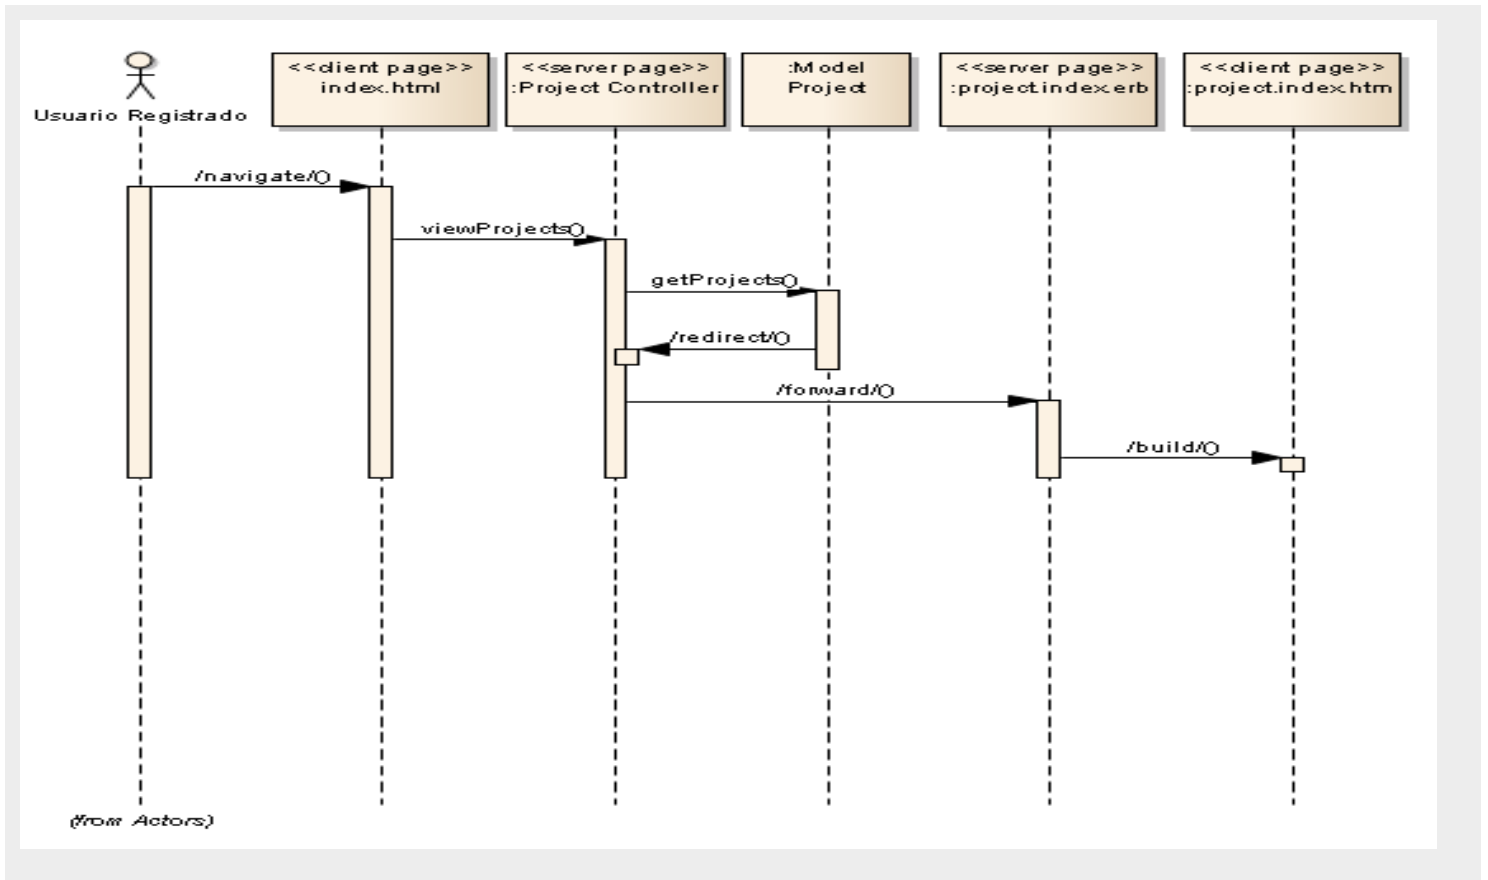 Usuario Registrado
<<client page>>
index.html
<<server page>>
:Project Controller
:Model
Project
<<server page>>
:project.index.erb
<<client page>>
:project.index.htm
/navigate/()
viewProjects()
getProjects()
/redirect/()
/forward/()
/build/()
(from Actors)